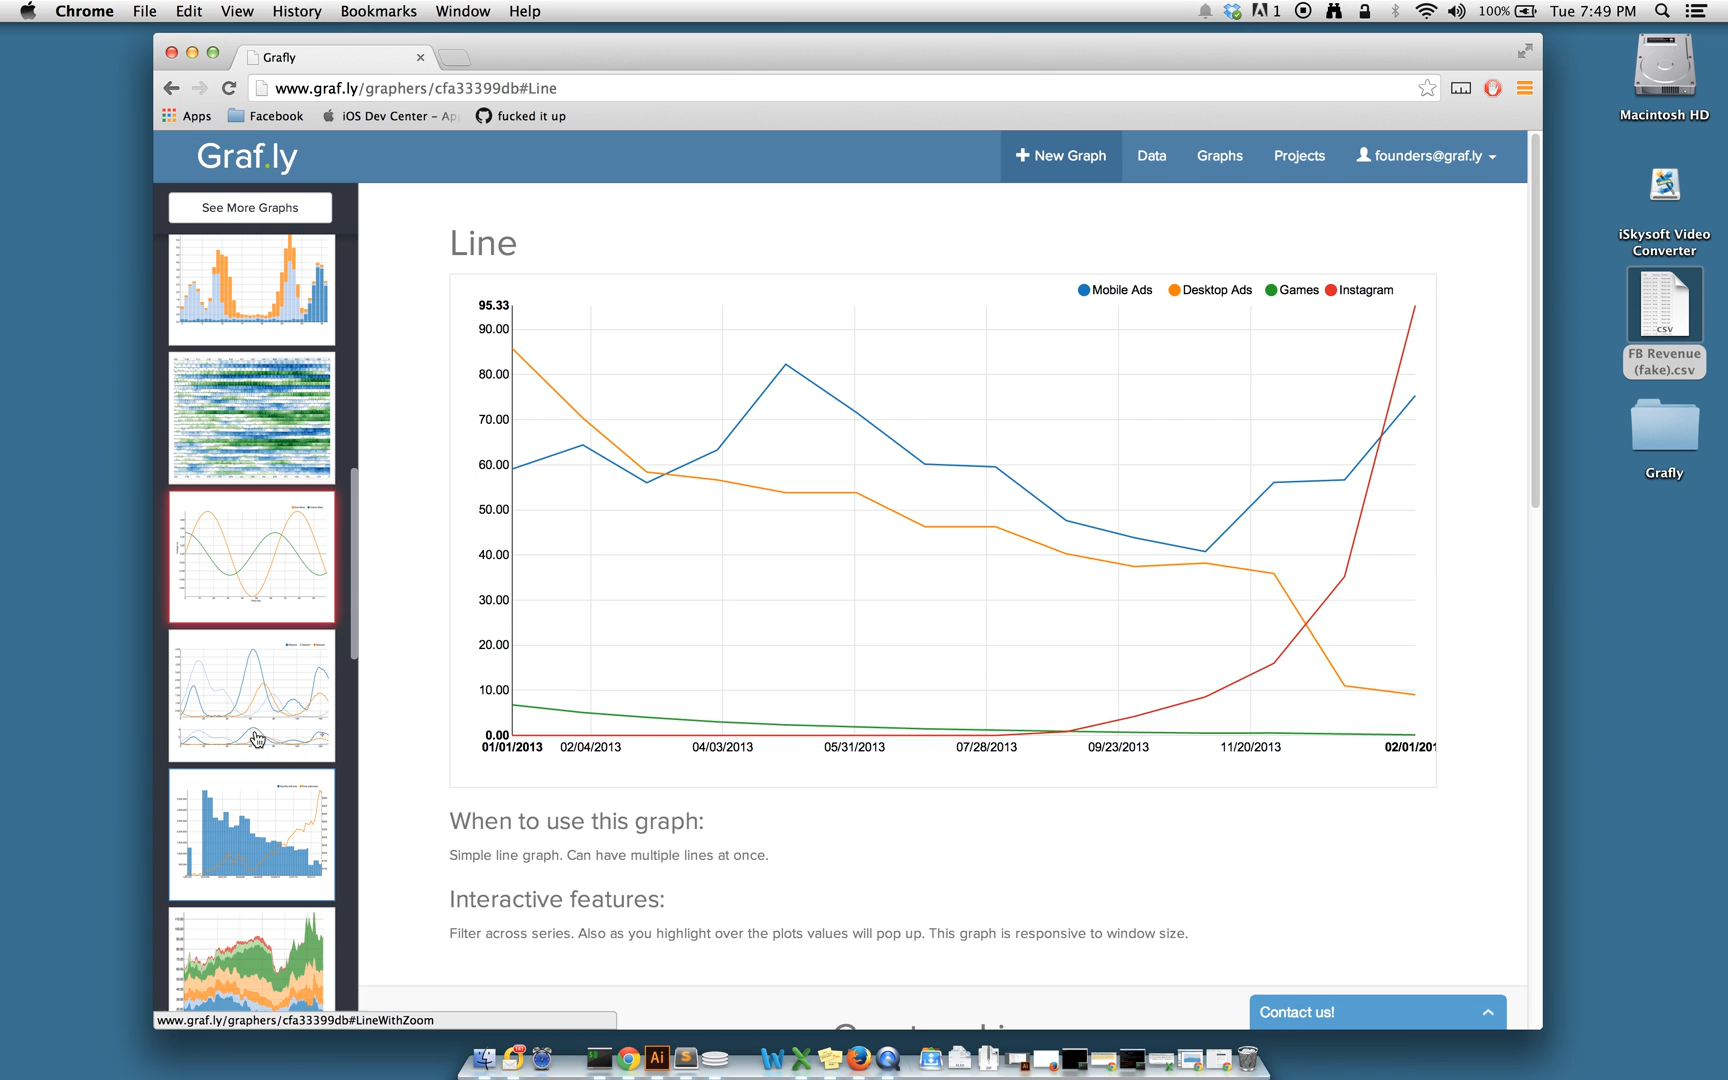 Chrome File Edit View History Bookmarks Window Help
1 100% Tue 7:49 PM
Grafly
www.graf.ly/graphers/cfa33399db#Line
Apps Facebook iOS Dev Center – Ap fucked it up
Graf.ly
New Graph Data Graphs Projects founders@graf.ly
See More Graphs
Line
Mobile Ads Desktop Ads Games Instagram
95.33
90.00
80.00
70.00
60.00
50.00
40.00
30.00
20.00
10.00
0.00
01/01/2013 02/04/2013 04/03/2013 05/31/2013 07/28/2013 09/23/2013 11/20/2013 02/01/201
When to use this graph:
Simple line graph. Can have multiple lines at once.
Interactive features:
Filter across series. Also as you highlight over the plots values will pop up. This graph is responsive to window size.
Contact us!
www.graf.ly/graphers/cfa33399db#LineWithZoom
Macintosh HD
iSkysoft Video
Converter
CSV
FB Revenue
(fake).csv
Grafly
Ai
S
W
X